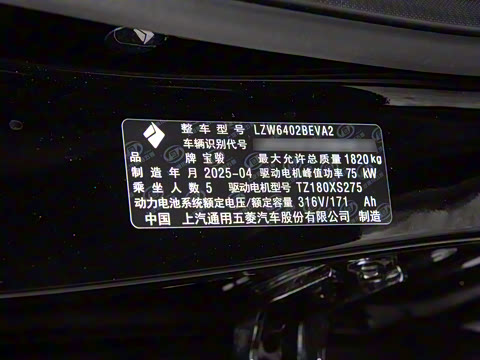 整车型号 LZW6402BEVA2
车辆识别代号
品牌 宝骏 最大允许总质量 1820kg
制造年月 2025-04 驱动电机峰值功率 75 kW
乘坐人数 5 驱动电机型号 TZ180XS275
动力电池系统额定电压/额定容量 316V/171 Ah
中国 上汽通用五菱汽车股份有限公司 制造